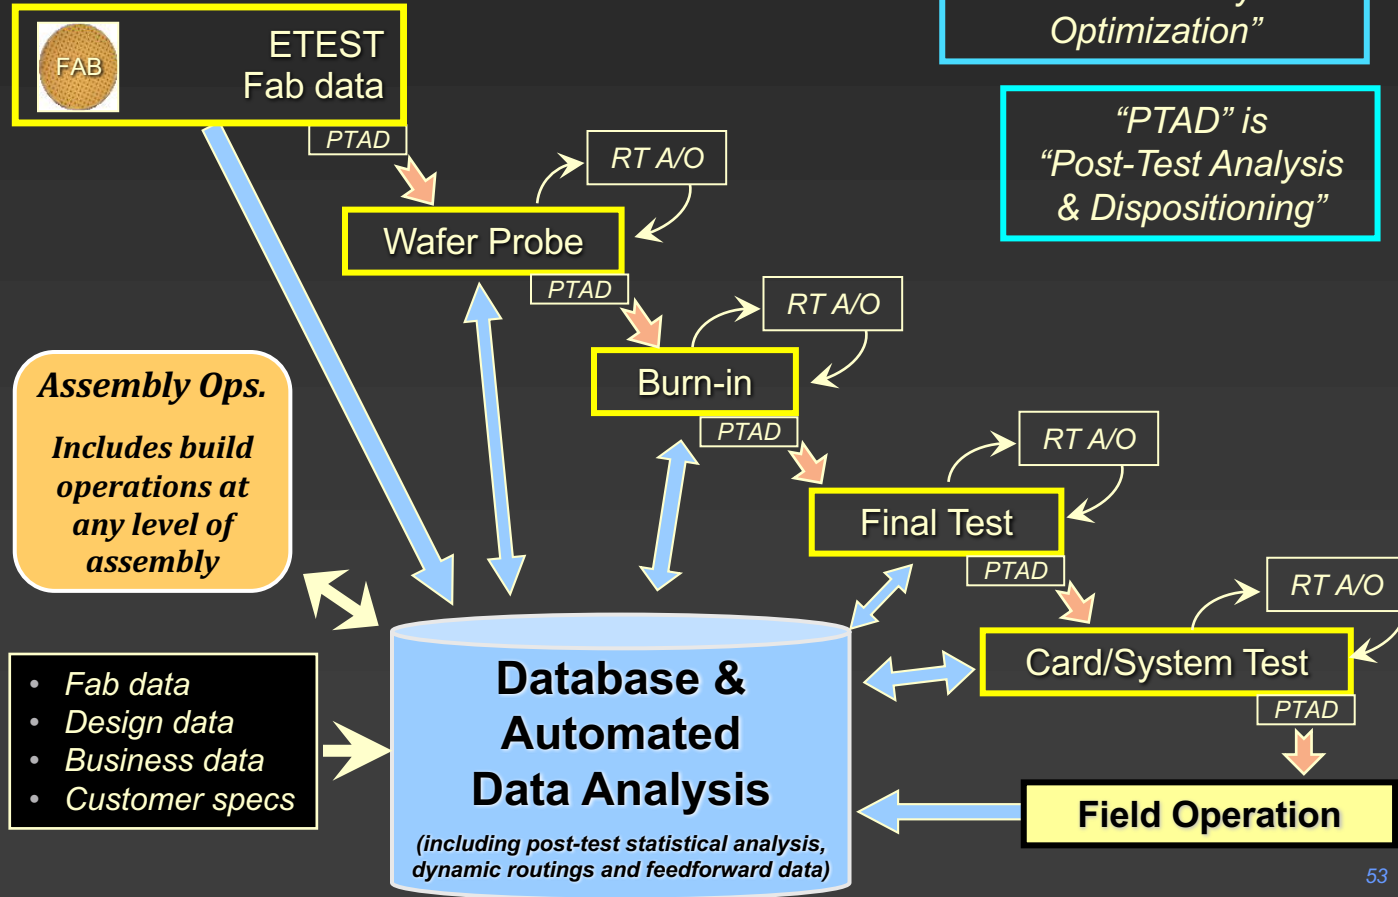 Optimization”
FAB
ETEST
Fab data
“PTAD” is
“Post-Test Analysis
& Dispositioning”
PTAD
RT A/O
Wafer Probe
PTAD
RT A/O
Burn-in
PTAD
Assembly Ops.
Includes build
operations at
any level of
assembly
RT A/O
Final Test
PTAD
RT A/O
Card/System Test
PTAD
• Fab data
• Design data
• Business data
• Customer specs
Database &
Automated
Data Analysis
(including post-test statistical analysis,
dynamic routings and feedforward data)
Field Operation
53